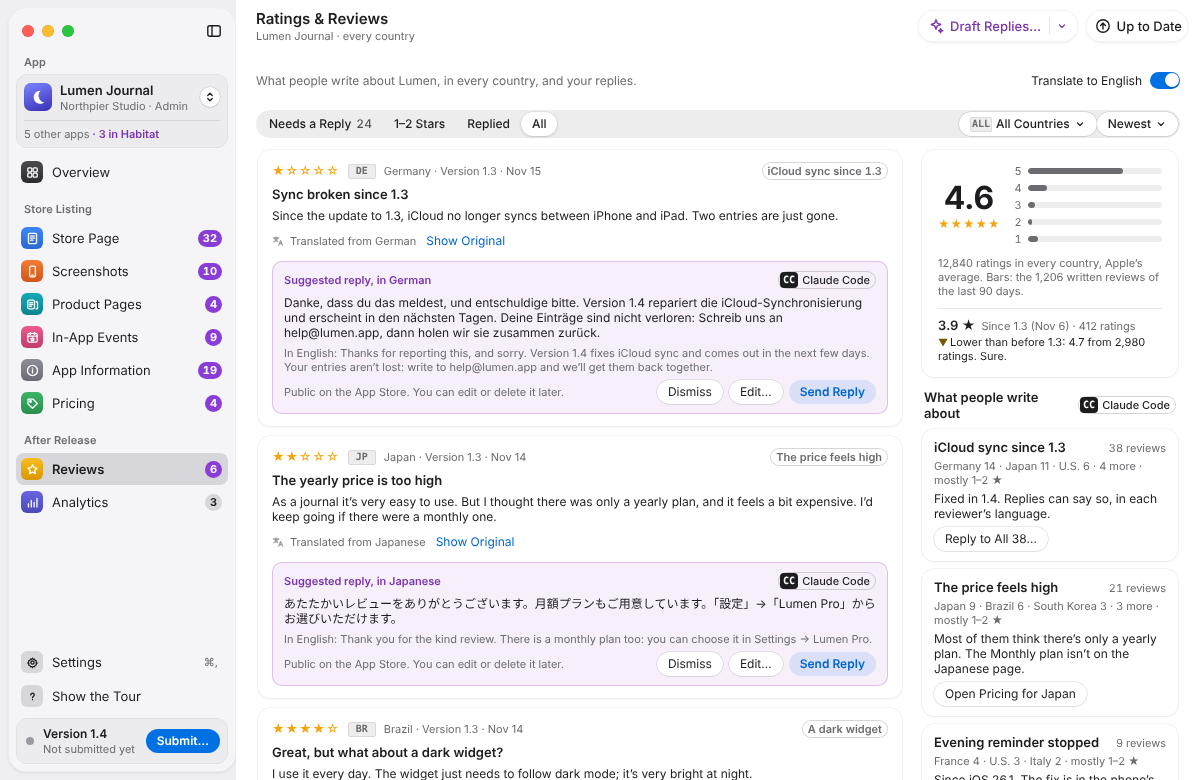 App
Lumen Journal
Northpier Studio · Admin
5 other apps · 3 in Habitat
Overview
Store Listing
Store Page 32
Screenshots 10
Product Pages 4
In-App Events 9
App Information 19
Pricing 4
After Release
Reviews 6
Analytics 3
Settings ⌘,
? Show the Tour
Version 1.4
Not submitted yet
Submit...
Ratings & Reviews
Lumen Journal · every country
Draft Replies...
Up to Date
What people write about Lumen, in every country, and your replies.
Translate to English
Needs a Reply 24 1–2 Stars Replied All
ALL All Countries Newest
★☆☆☆☆ DE Germany · Version 1.3 · Nov 15 iCloud sync since 1.3
Sync broken since 1.3
Since the update to 1.3, iCloud no longer syncs between iPhone and iPad. Two entries are just gone.
Translated from German Show Original
Suggested reply, in German CC Claude Code
Danke, dass du das meldest, und entschuldige bitte. Version 1.4 repariert die iCloud-Synchronisierung
und erscheint in den nächsten Tagen. Deine Einträge sind nicht verloren: Schreib uns an
help@lumen.app, dann holen wir sie zusammen zurück.
In English: Thanks for reporting this, and sorry. Version 1.4 fixes iCloud sync and comes out in the next few days.
Your entries aren't lost: write to help@lumen.app and we'll get them back together.
Public on the App Store. You can edit or delete it later. Dismiss Edit... Send Reply
★★☆☆☆ JP Japan · Version 1.3 · Nov 14 The price feels high
The yearly price is too high
As a journal it's very easy to use. But I thought there was only a yearly plan, and it feels a bit expensive. I'd
keep going if there were a monthly one.
Translated from Japanese Show Original
Suggested reply, in Japanese CC Claude Code
あたたかいレビューをありがとうございます。月額プランもご用意しています。「設定」→「Lumen Pro」から
お選びいただけます。
In English: Thank you for the kind review. There is a monthly plan too: you can choose it in Settings → Lumen Pro.
Public on the App Store. You can edit or delete it later. Dismiss Edit... Send Reply
★★★★☆ BR Brazil · Version 1.3 · Nov 14 A dark widget
Great, but what about a dark widget?
I use it every day. The widget just needs to follow dark mode; it's very bright at night.
4.6
★★★★★
5
4
3
2
1
12,840 ratings in every country, Apple's
average. Bars: the 1,206 written reviews of
the last 90 days.
3.9 ★ Since 1.3 (Nov 6) · 412 ratings
▼ Lower than before 1.3: 4.7 from 2,980
ratings. Sure.
What people write
about
CC Claude Code
iCloud sync since 1.3 38 reviews
Germany 14 · Japan 11 · U.S. 6 · 4 more ·
mostly 1–2 ★
Fixed in 1.4. Replies can say so, in each
reviewer's language.
Reply to All 38...
The price feels high 21 reviews
Japan 9 · Brazil 6 · South Korea 3 · 3 more ·
mostly 1–2 ★
Most of them think there's only a yearly
plan. The Monthly plan isn't on the
Japanese page.
Open Pricing for Japan
Evening reminder stopped 9 reviews
France 4 · U.S. 3 · Italy 2 · mostly 1–2 ★